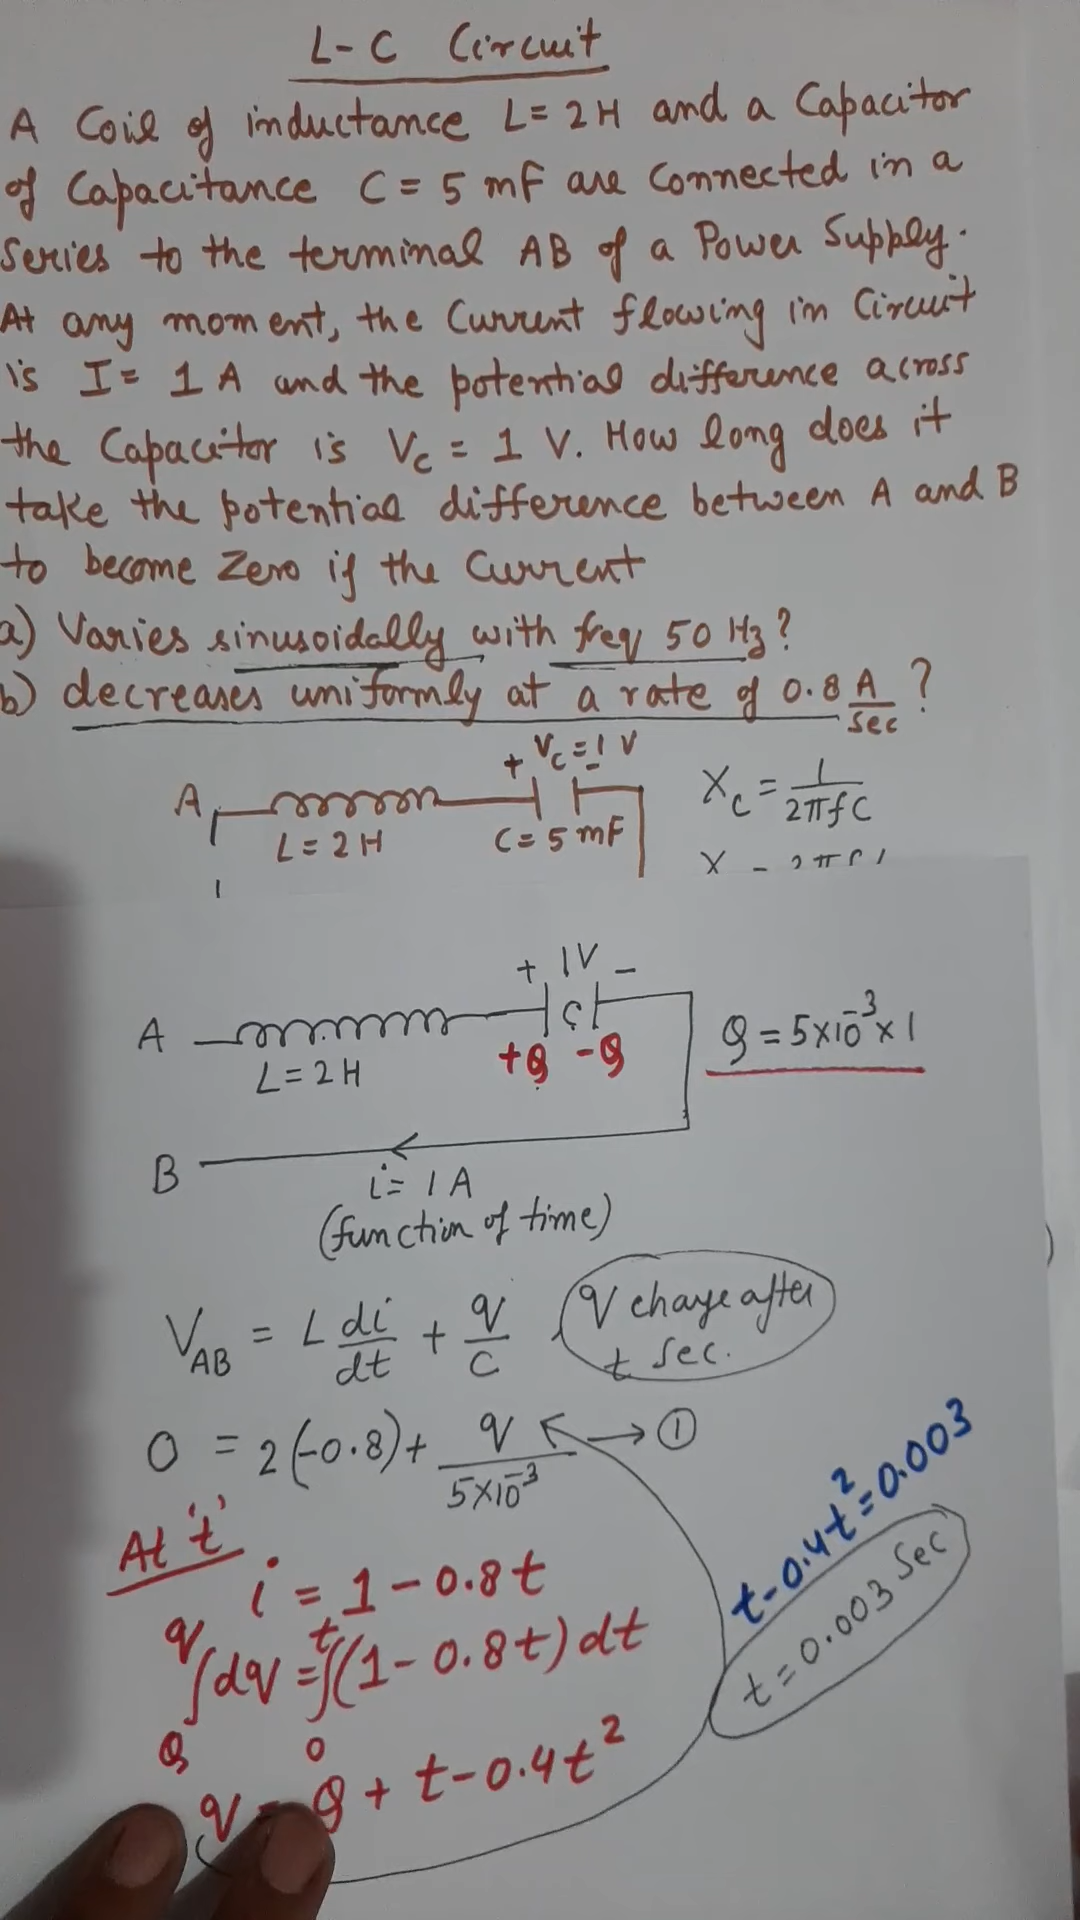 L-C Circuit
A Coil of inductance L= 2H and a Capacitor
of Capacitance C = 5 mF are Connected in a
Series to the terminal AB of a Power Supply.
At any moment, the Current flowing in Circuit
is I= 1 A and the potential difference across
the Capacitor is Vc = 1 V. How long does it
take the potential difference between A and B
to become Zero if the Current
a) Varies sinusoidally with freq 50 Hz?
b) decreases uniformly at a rate of 0.8 A/sec ?
+ Vc = 1 V -
A
L= 2H
C= 5 mF
Xc = 1/2πfC
+ 1V -
A
C
L= 2H
+Q -Q
Q = 5×10⁻³×1
B
i= 1A
(function of time)
V_AB = L di/dt + q/C
q charge after
t sec.
0 = 2(-0.8)+ q/5×10⁻³ → ①
At 't'
i = 1-0.8t
∫_Q^q dq = ∫_0^t (1-0.8t)dt
q = Q + t-0.4t²
t-0.4t²=0.003
t= 0.003 Sec